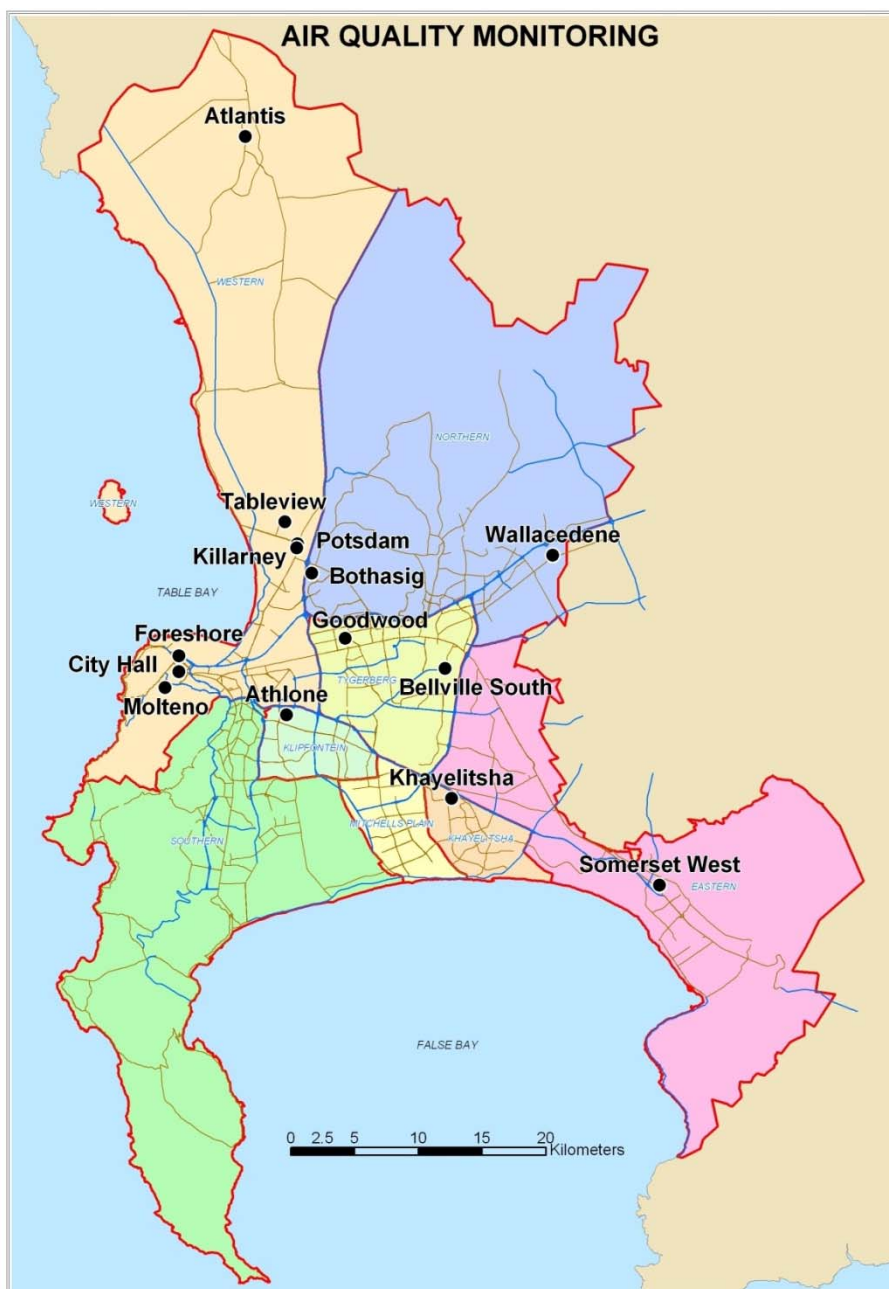 AIR QUALITY MONITORING
Atlantis
WESTERN
NORTHERN
Tableview
WESTERN
Potsdam
Wallacedene
Killarney
Bothasig
TABLE BAY
Goodwood
Foreshore
City Hall
TYGERBERG
Bellville South
Athlone
Molteno
KLIPFONTEIN
Khayelitsha
MITCHELLS PLAIN
KHAYELITSHA
SOUTHERN
Somerset West
EASTERN
FALSE BAY
0 2.5 5 10 15 20
Kilometers